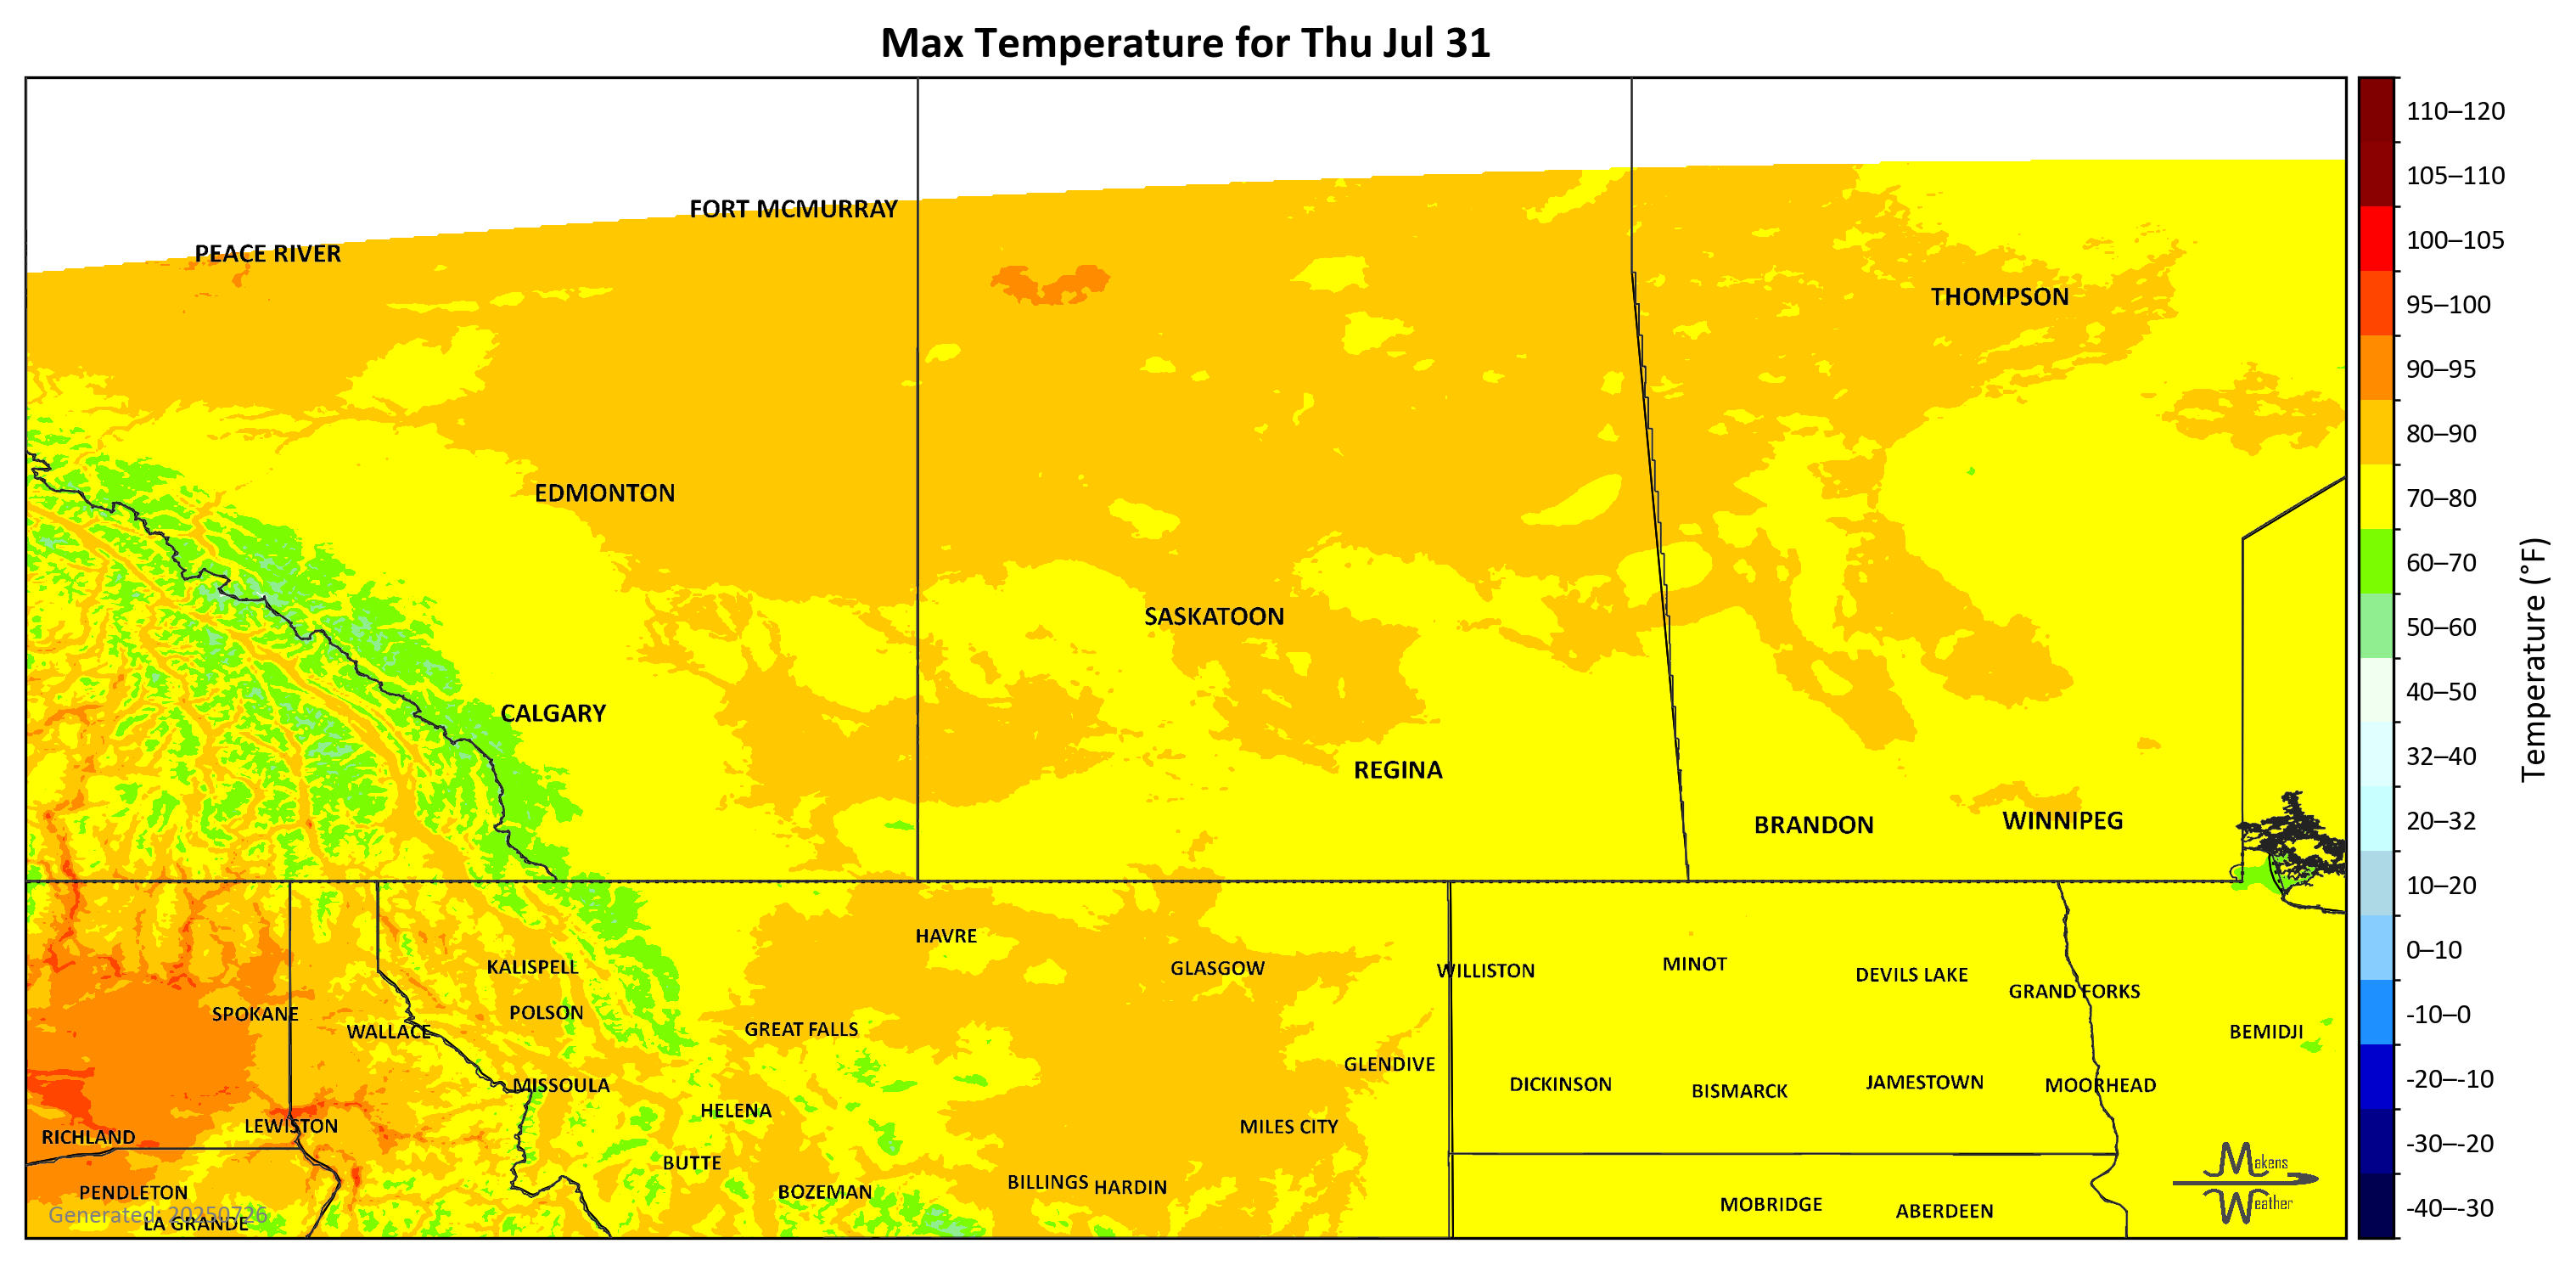 Max Temperature for Thu Jul 31
FORT MCMURRAY
PEACE RIVER
THOMPSON
EDMONTON
SASKATOON
CALGARY
REGINA
BRANDON
WINNIPEG
HAVRE
KALISPELL
GLASGOW
WILLISTON
MINOT
DEVILS LAKE
GRAND FORKS
SPOKANE
POLSON
WALLACE
GREAT FALLS
BEMIDJI
GLENDIVE
MISSOULA
DICKINSON
BISMARCK
JAMESTOWN
MOORHEAD
HELENA
LEWISTON
MILES CITY
RICHLAND
BUTTE
BILLINGS
HARDIN
PENDLETON
BOZEMAN
MOBRIDGE
ABERDEEN
LA GRANDE
Generated: 20250726
Makens
Weather
110–120
105–110
100–105
95–100
90–95
80–90
70–80
60–70
50–60
40–50
32–40
20–32
10–20
0–10
-10–0
-20–-10
-30–-20
-40–-30
Temperature (°F)